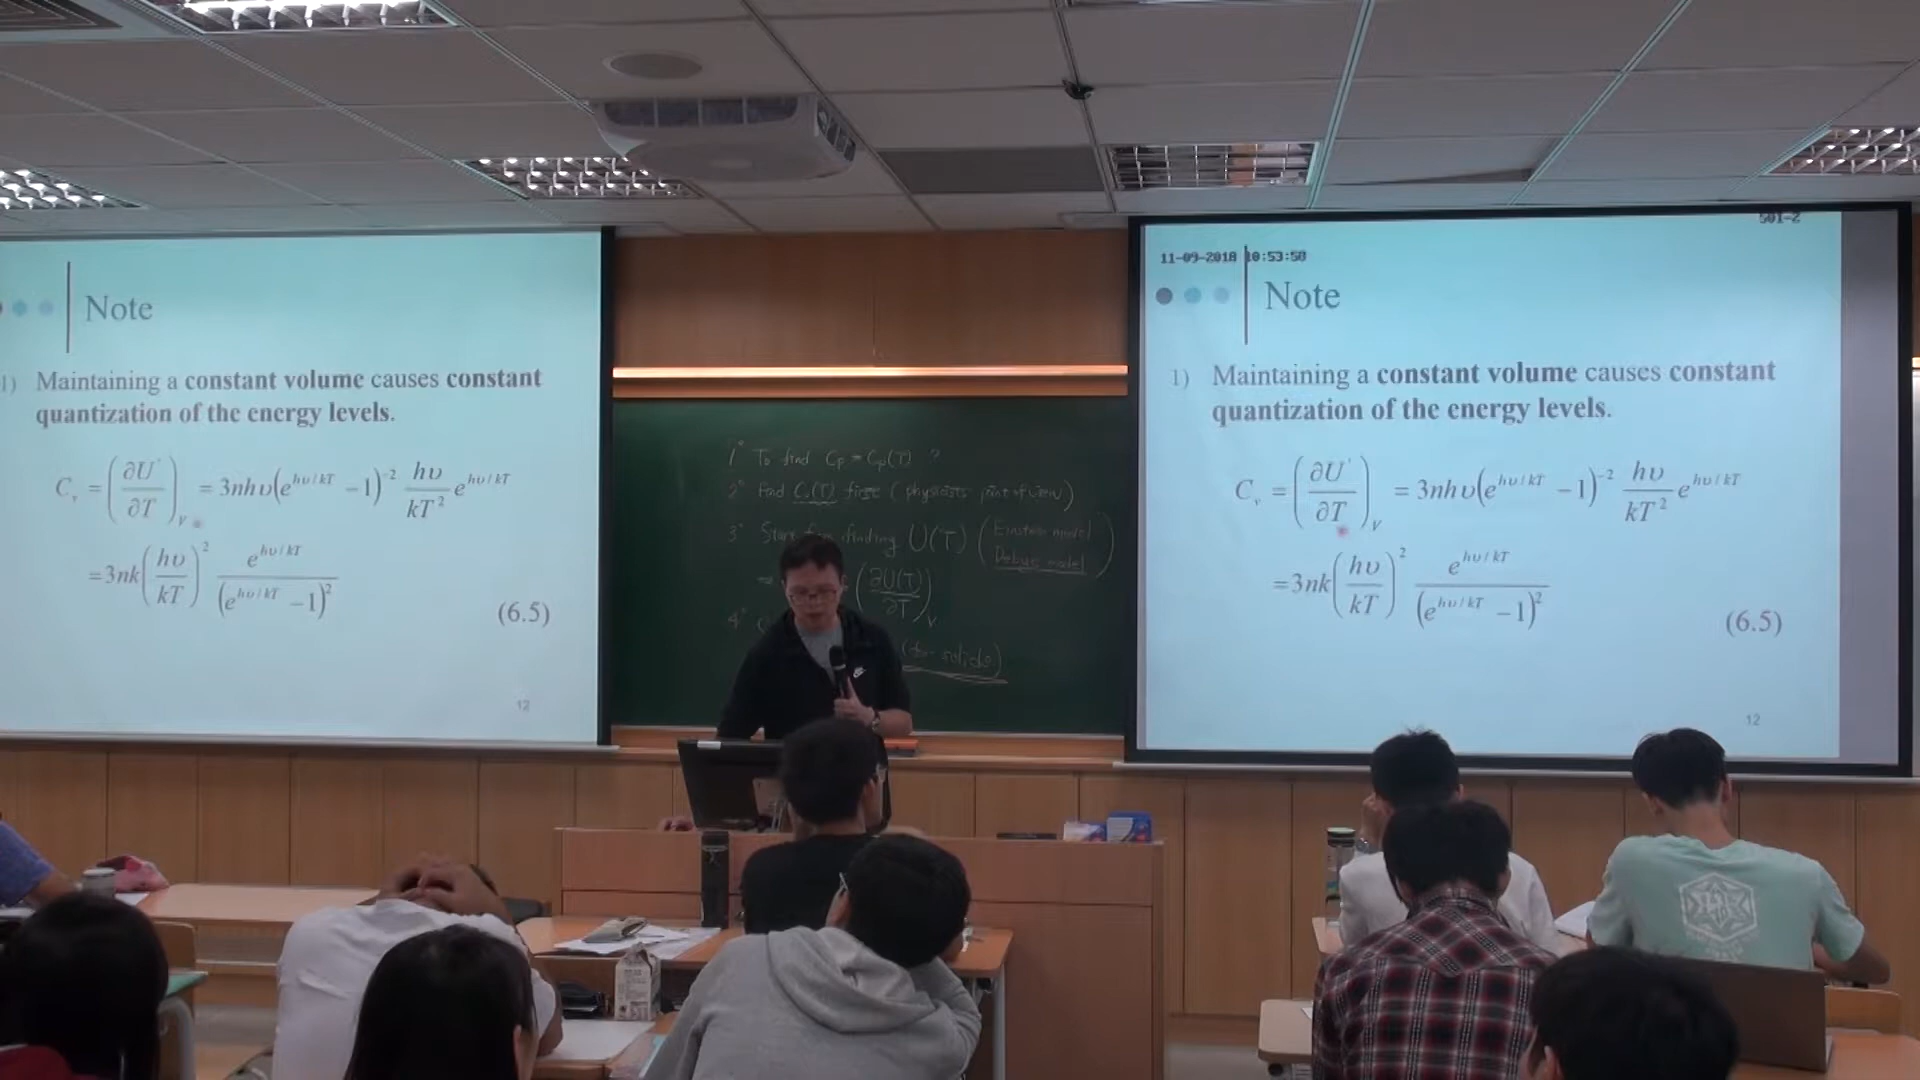 Note
1) Maintaining a constant volume causes constant
quantization of the energy levels.
C_v = (∂U'/∂T)_V = 3nhυ(e^{hυ/kT} − 1)^{-2} hυ/kT² e^{hυ/kT}
= 3nk(hυ/kT)² e^{hυ/kT}/(e^{hυ/kT} − 1)²
(6.5)
12
1° To find Cp = Cp(T) ?
2° Find Cv(T) first (physists point of view)
3° Start finding U(T) (Einstein model
Debye model)
(∂U(T)/∂T)_V
4°
(for solids)
501-2
11-09-2018 10:53:50
Note
1) Maintaining a constant volume causes constant
quantization of the energy levels.
C_v = (∂U'/∂T)_V = 3nhυ(e^{hυ/kT} − 1)^{-2} hυ/kT² e^{hυ/kT}
= 3nk(hυ/kT)² e^{hυ/kT}/(e^{hυ/kT} − 1)²
(6.5)
12